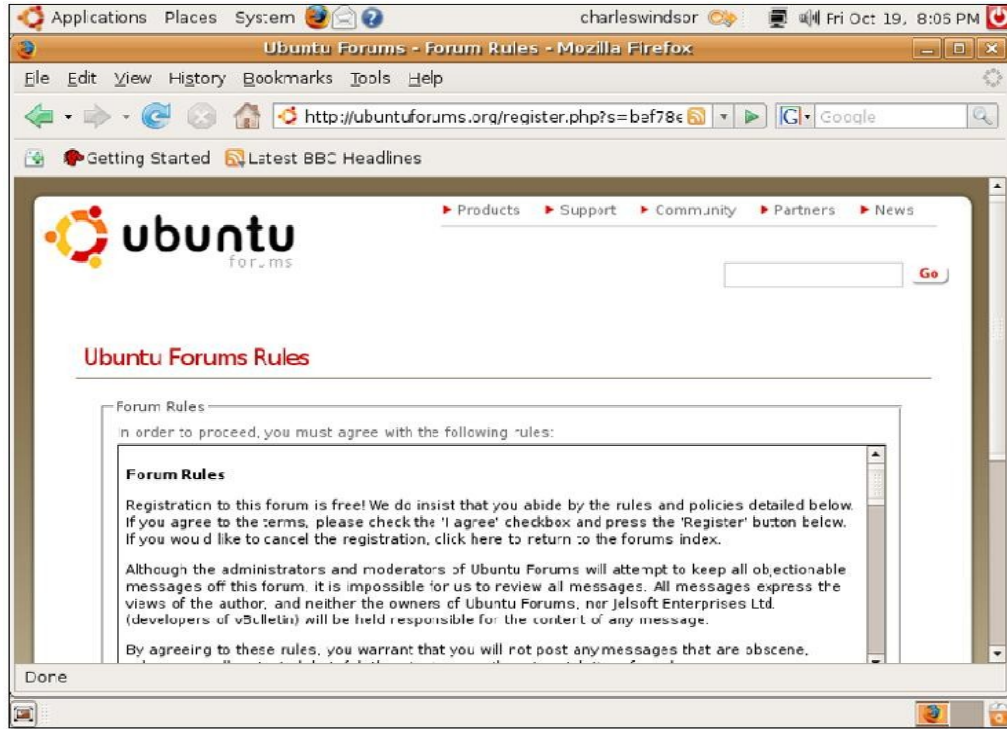 Applications Places System charleswindsor Fri Oct 19, 8:05 PM
Ubuntu Forums - Forum Rules - Mozilla Firefox
File Edit View History Bookmarks Tools Help
http://ubuntuforums.org/register.php?s=bef78e G Google
Getting Started Latest BBC Headlines
Products Support Community Partners News
ubuntu
forums
Go
Ubuntu Forums Rules
Forum Rules
In order to proceed, you must agree with the following rules:
Forum Rules
Registration to this forum is free! We do insist that you abide by the rules and policies detailed below.
If you agree to the terms, please check the 'I agree' checkbox and press the 'Register' button below.
If you would like to cancel the registration, click here to return to the forums index.
Although the administrators and moderators of Ubuntu Forums will attempt to keep all objectionable
messages off this forum, it is impossible for us to review all messages. All messages express the
views of the author, and neither the owners of Ubuntu Forums, nor Jelsoft Enterprises Ltd.
(developers of vBulletin) will be held responsible for the content of any message.
By agreeing to these rules, you warrant that you will not post any messages that are obscene,
Done